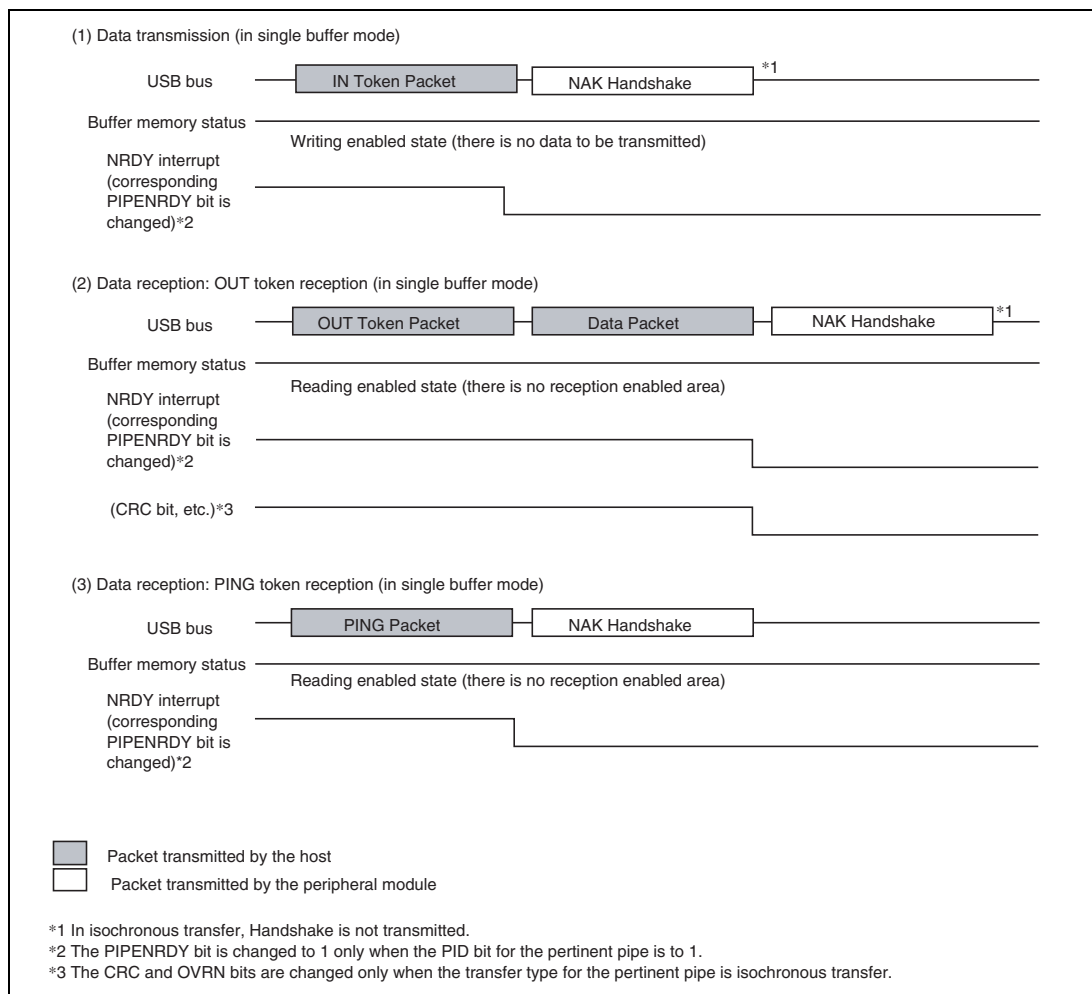 (1) Data transmission (in single buffer mode)
USB bus
IN Token Packet
NAK Handshake
*1
Buffer memory status
Writing enabled state (there is no data to be transmitted)
NRDY interrupt
(corresponding
PIPENRDY bit is
changed)*2
(2) Data reception: OUT token reception (in single buffer mode)
USB bus
OUT Token Packet
Data Packet
NAK Handshake
*1
Buffer memory status
Reading enabled state (there is no reception enabled area)
NRDY interrupt
(corresponding
PIPENRDY bit is
changed)*2
(CRC bit, etc.)*3
(3) Data reception: PING token reception (in single buffer mode)
USB bus
PING Packet
NAK Handshake
Buffer memory status
Reading enabled state (there is no reception enabled area)
NRDY interrupt
(corresponding
PIPENRDY bit is
changed)*2
Packet transmitted by the host
Packet transmitted by the peripheral module
*1 In isochronous transfer, Handshake is not transmitted.
*2 The PIPENRDY bit is changed to 1 only when the PID bit for the pertinent pipe is to 1.
*3 The CRC and OVRN bits are changed only when the transfer type for the pertinent pipe is isochronous transfer.